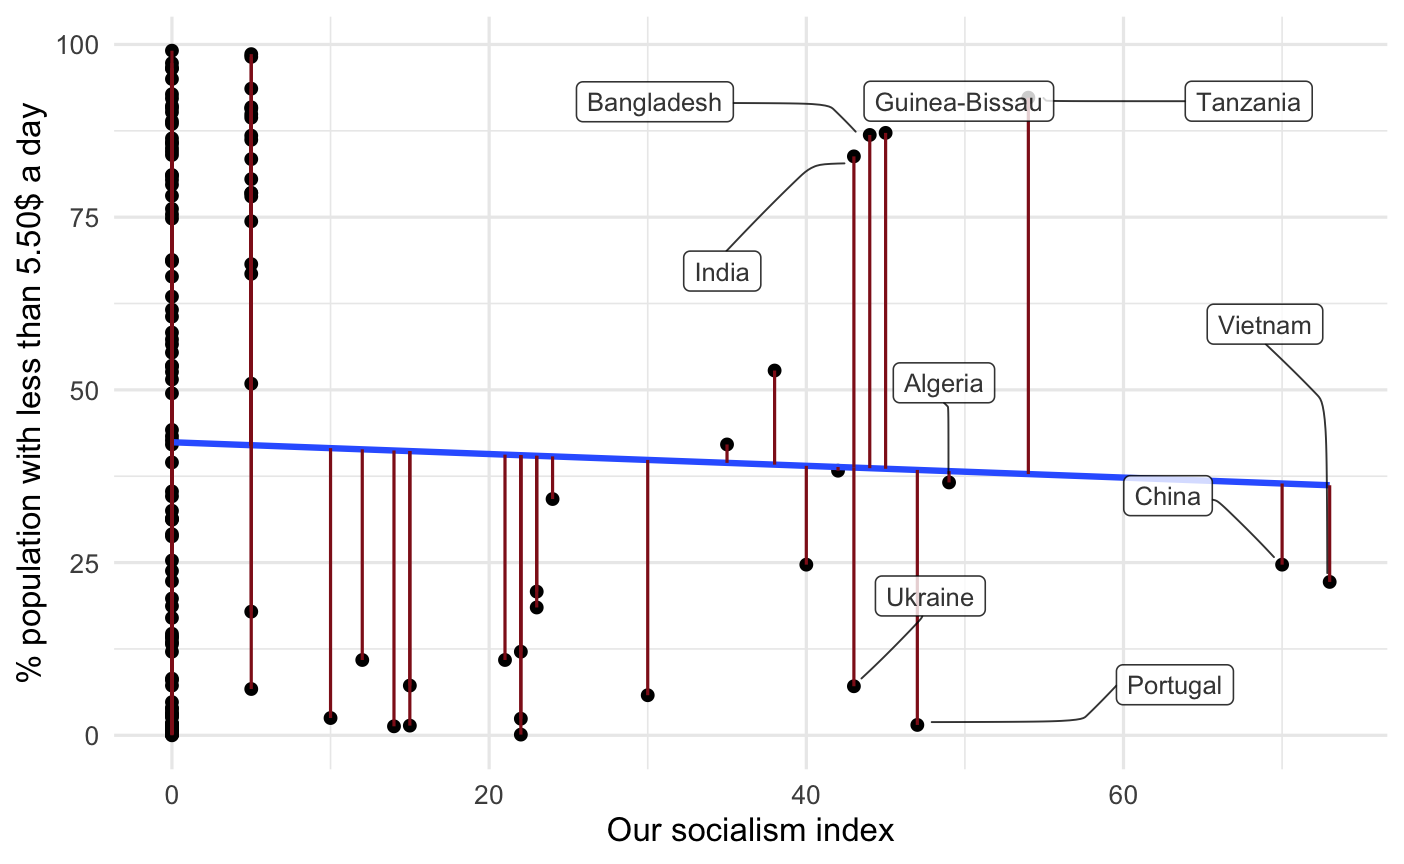 % population with less than 5.50$ a day
100
75
50
25
0
Bangladesh
Guinea-Bissau
Tanzania
India
Vietnam
Algeria
China
Ukraine
Portugal
0
20
40
60
Our socialism index